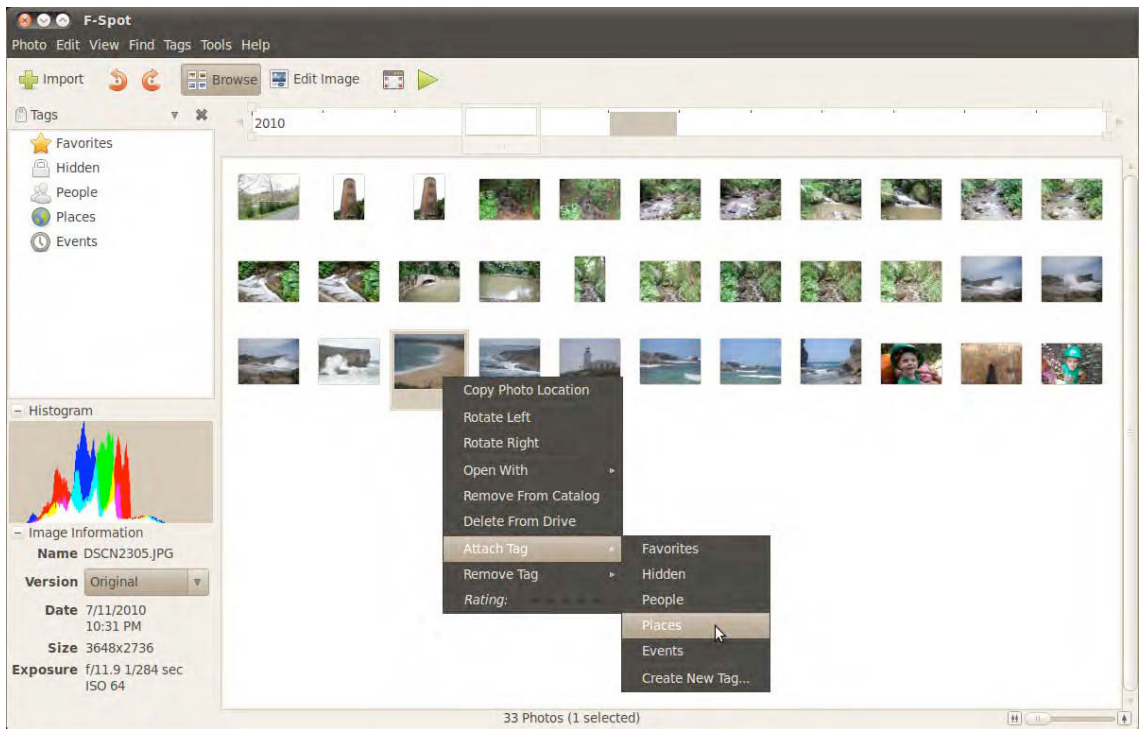 F-Spot
Photo Edit View Find Tags Tools Help
Import Browse Edit Image
Tags
2010
Favorites
Hidden
People
Places
Events
Copy Photo Location
Rotate Left
Rotate Right
Open With
Remove From Catalog
Delete From Drive
Attach Tag
Remove Tag
Rating:
Favorites
Hidden
People
Places
Events
Create New Tag...
Histogram
Image Information
Name DSCN2305.JPG
Version Original
Date 7/11/2010
10:31 PM
Size 3648x2736
Exposure f/11.9 1/284 sec
ISO 64
33 Photos (1 selected)